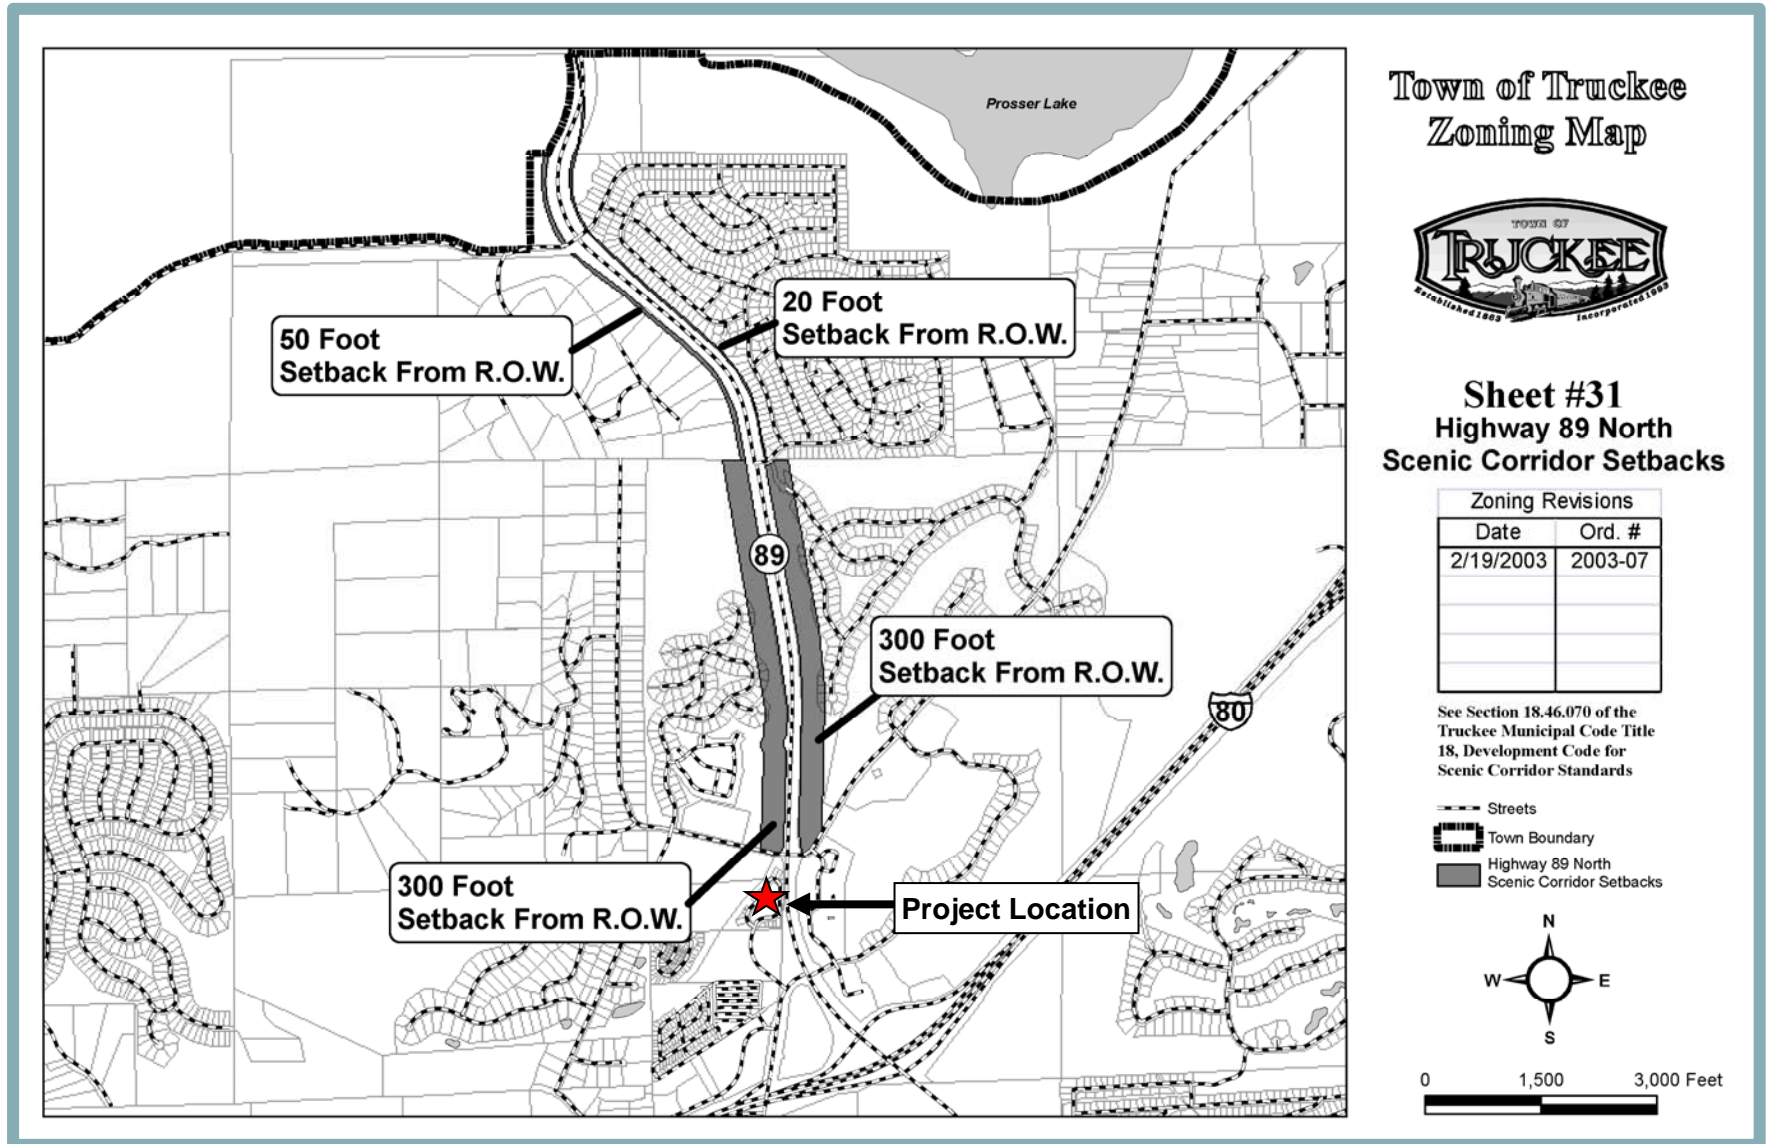 Prosser Lake
50 Foot
Setback From R.O.W.
20 Foot
Setback From R.O.W.
89
300 Foot
Setback From R.O.W.
80
300 Foot
Setback From R.O.W.
Project Location
Town of Truckee
Zoning Map
TOWN OF
TRUCKEE
Established 1863
Incorporated 1993
Sheet #31
Highway 89 North
Scenic Corridor Setbacks
Zoning Revisions
Date Ord. #
2/19/2003 2003-07
See Section 18.46.070 of the
Truckee Municipal Code Title
18, Development Code for
Scenic Corridor Standards
Streets
Town Boundary
Highway 89 North
Scenic Corridor Setbacks
N
W E
S
0 1,500 3,000 Feet